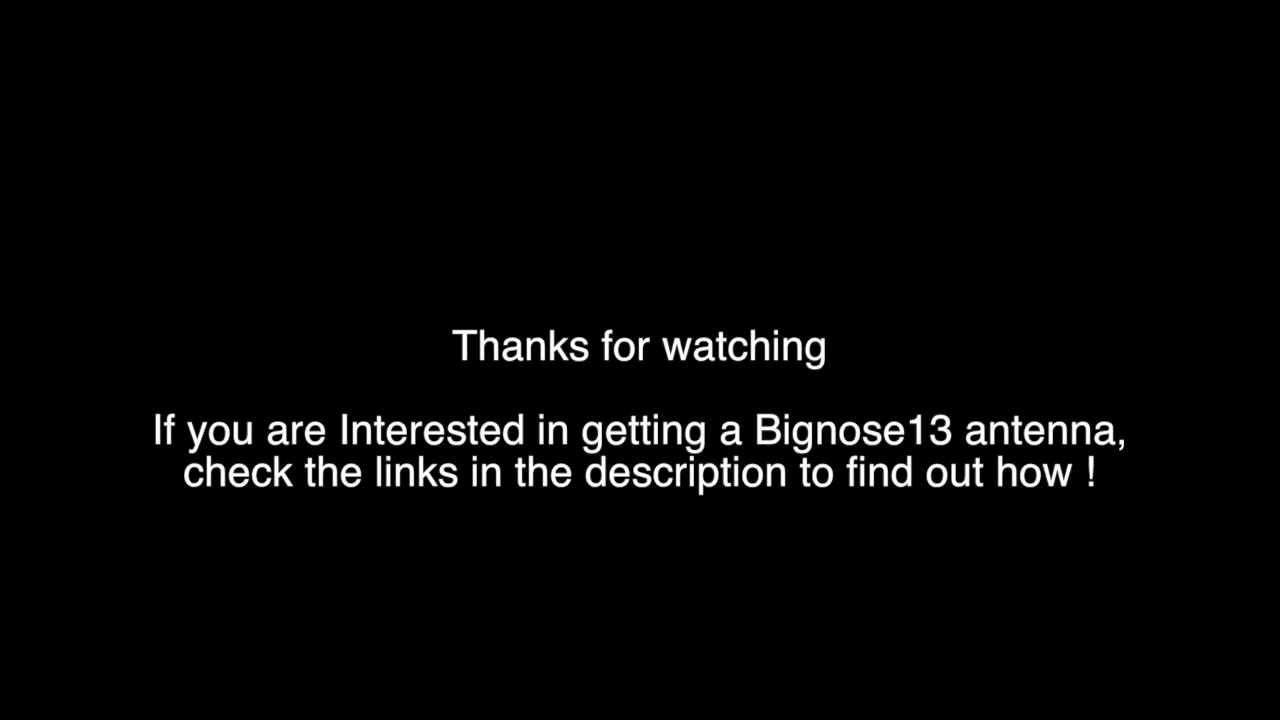 Thanks for watching
If you are Interested in getting a Bignose13 antenna,
check the links in the description to find out how !